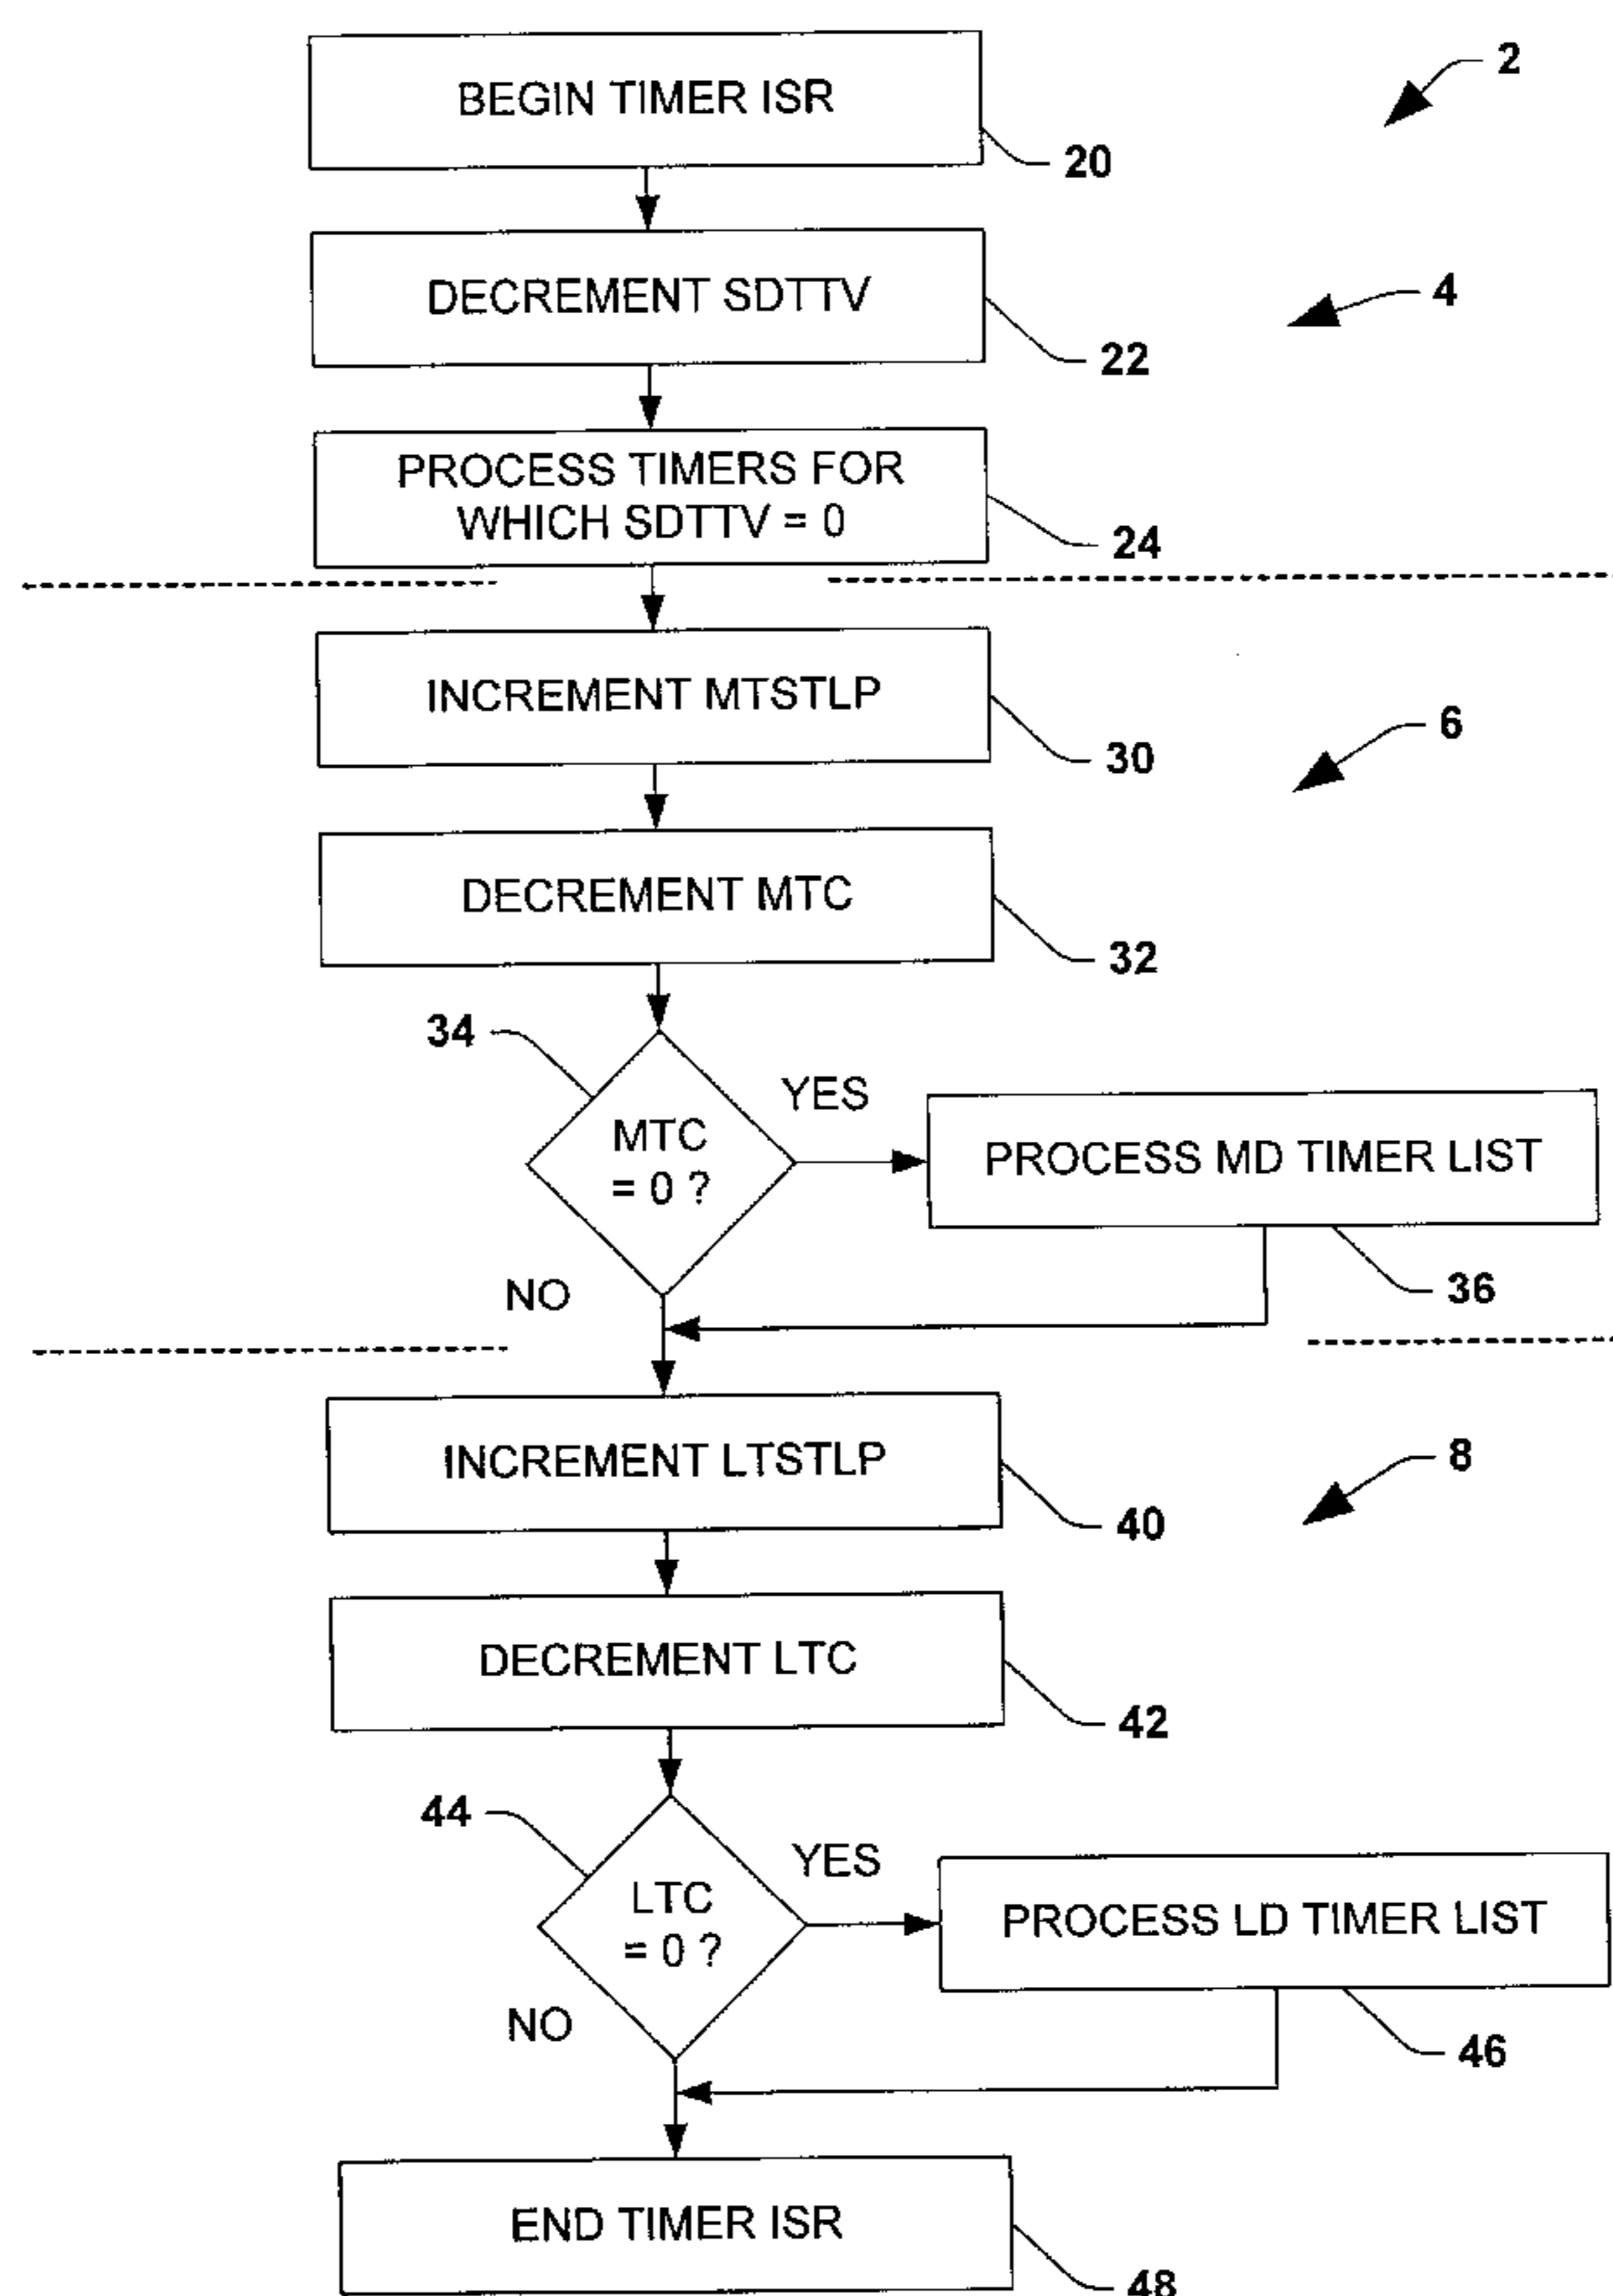 BEGIN TIMER ISR
2
20
DECREMENT SDTTV
4
22
PROCESS TIMERS FOR
WHICH SDTTV = 0
24
INCREMENT MTSTLP
6
30
DECREMENT MTC
32
34
MTC
= 0 ?
YES
PROCESS MD TIMER LIST
NO
36
INCREMENT LTSTLP
8
40
DECREMENT LTC
42
44
LTC
= 0 ?
YES
PROCESS LD TIMER LIST
NO
46
END TIMER ISR
48